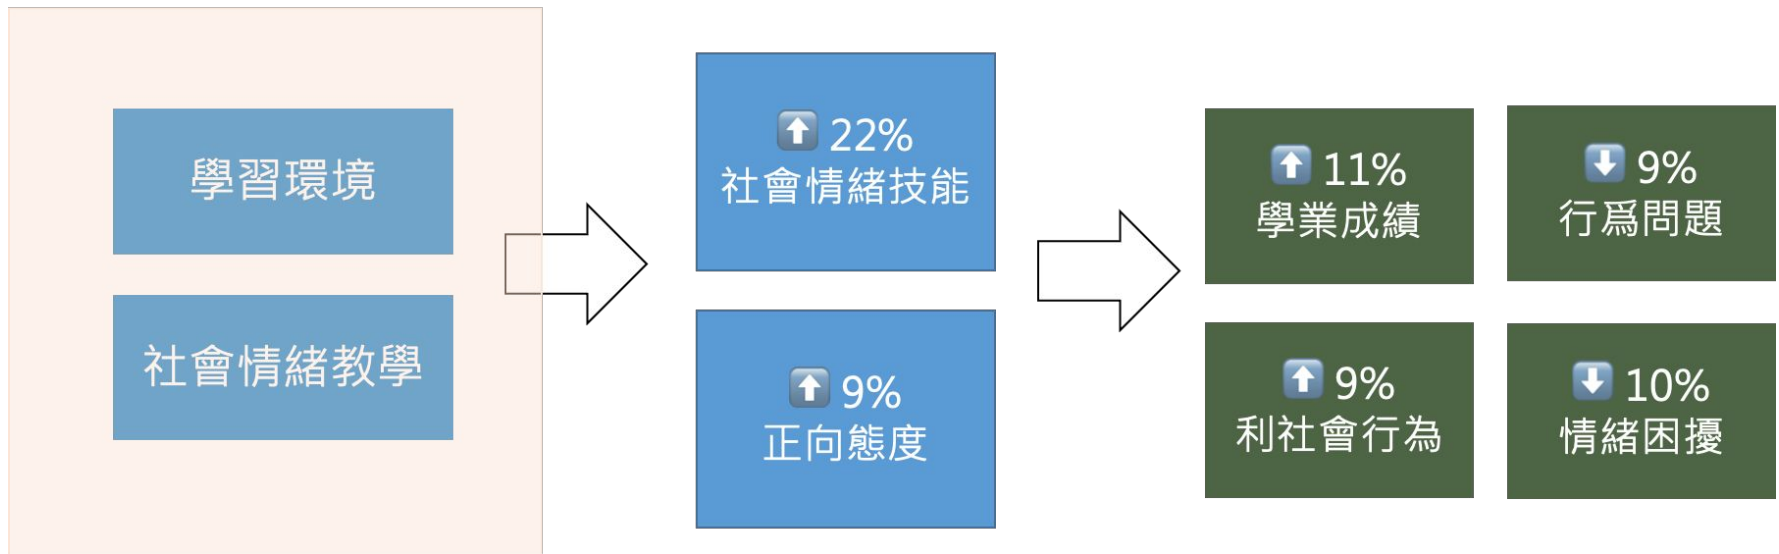 學習環境
社會情緒教學
⬆️ 22%
社會情緒技能
⬆️ 9%
正向態度
⬆️ 11%
學業成績
⬇️ 9%
行爲問題
⬆️ 9%
利社會行為
⬇️ 10%
情緒困擾